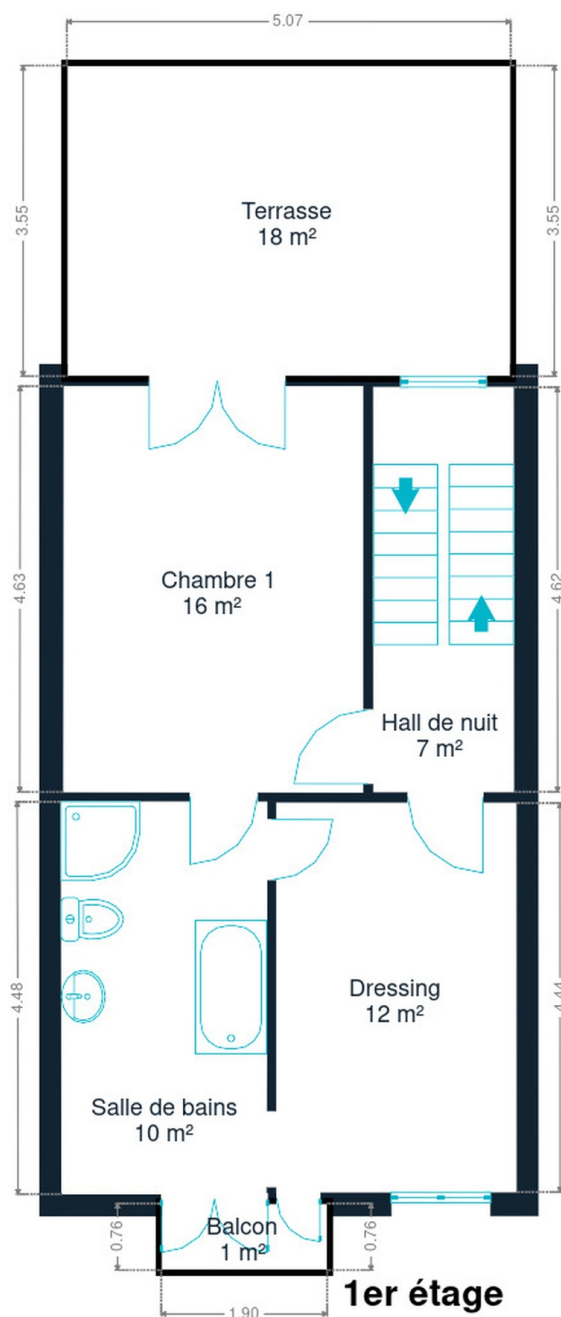 5.07
3.55
3.55
Terrasse
18 m²
4.63
4.62
Chambre 1
16 m²
Hall de nuit
7 m²
4.48
4.44
Dressing
12 m²
Salle de bains
10 m²
0.76
0.76
Balcon
1 m²
1.90
1er étage